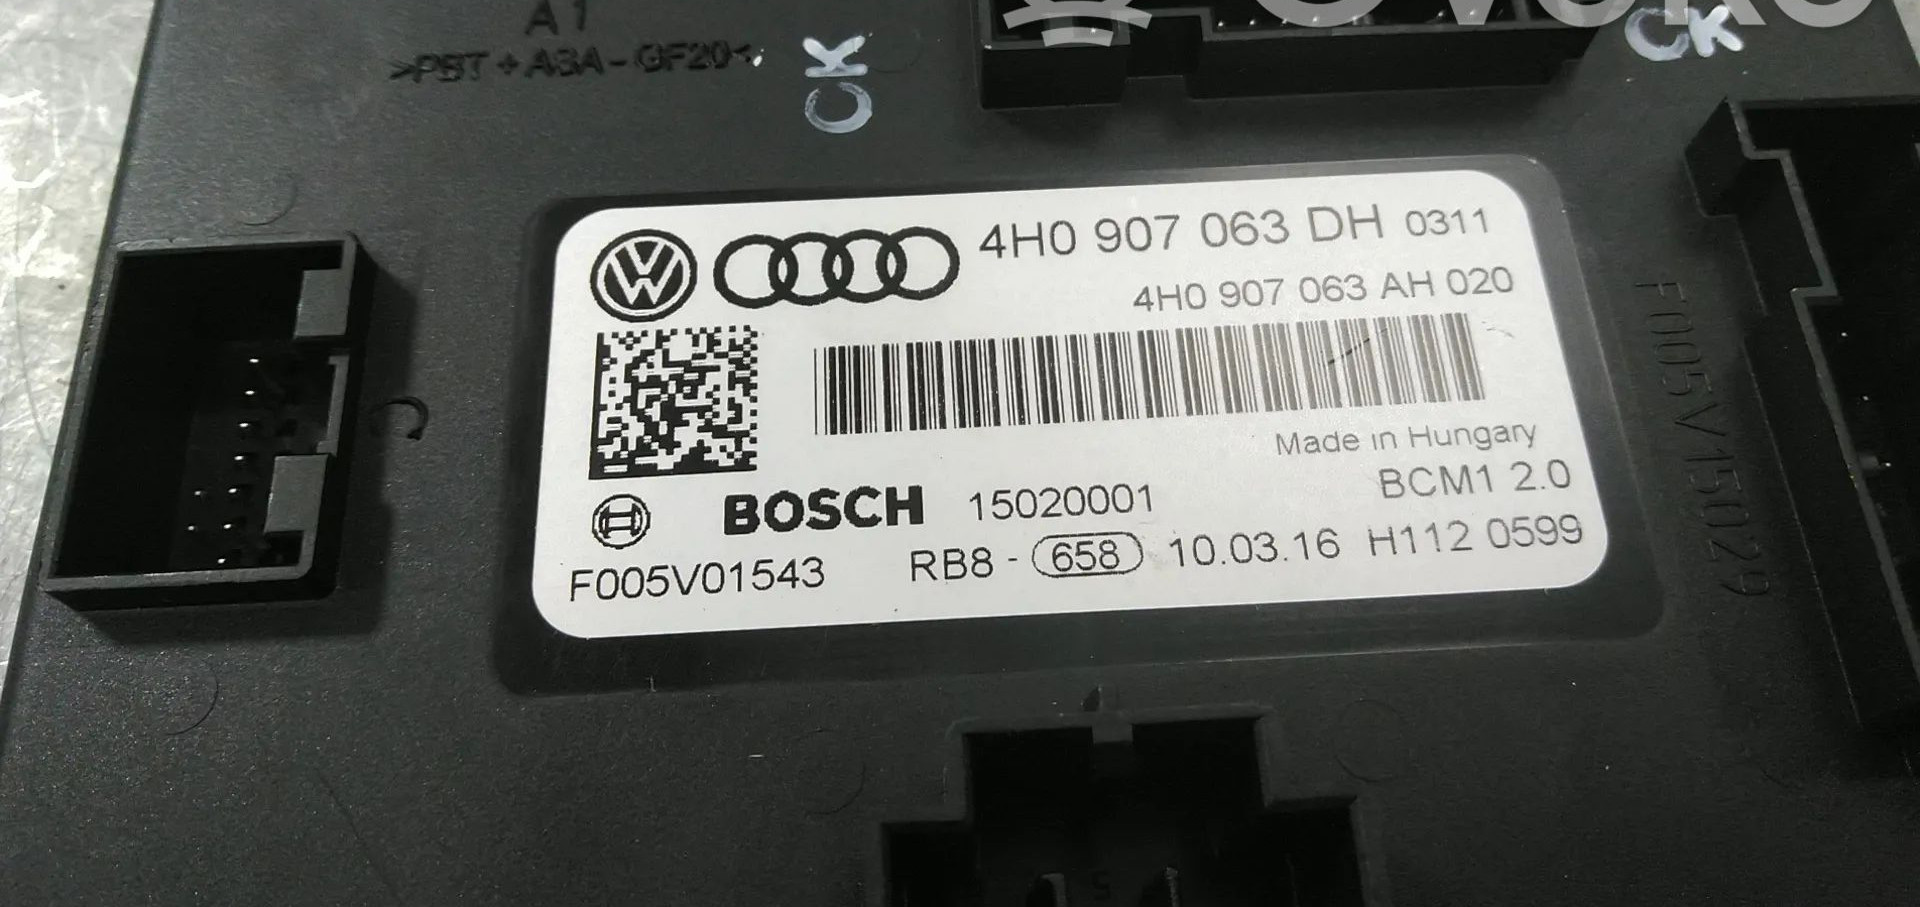 A1
>PBT+ASA-GF20<
CK
CK
4H0 907 063 DH 0311
4H0 907 063 AH 020
Made in Hungary
BCM1 2.0
BOSCH 15020001
F005V01543 RB8 - 658 10.03.16 H112 0599
F005V15029
C